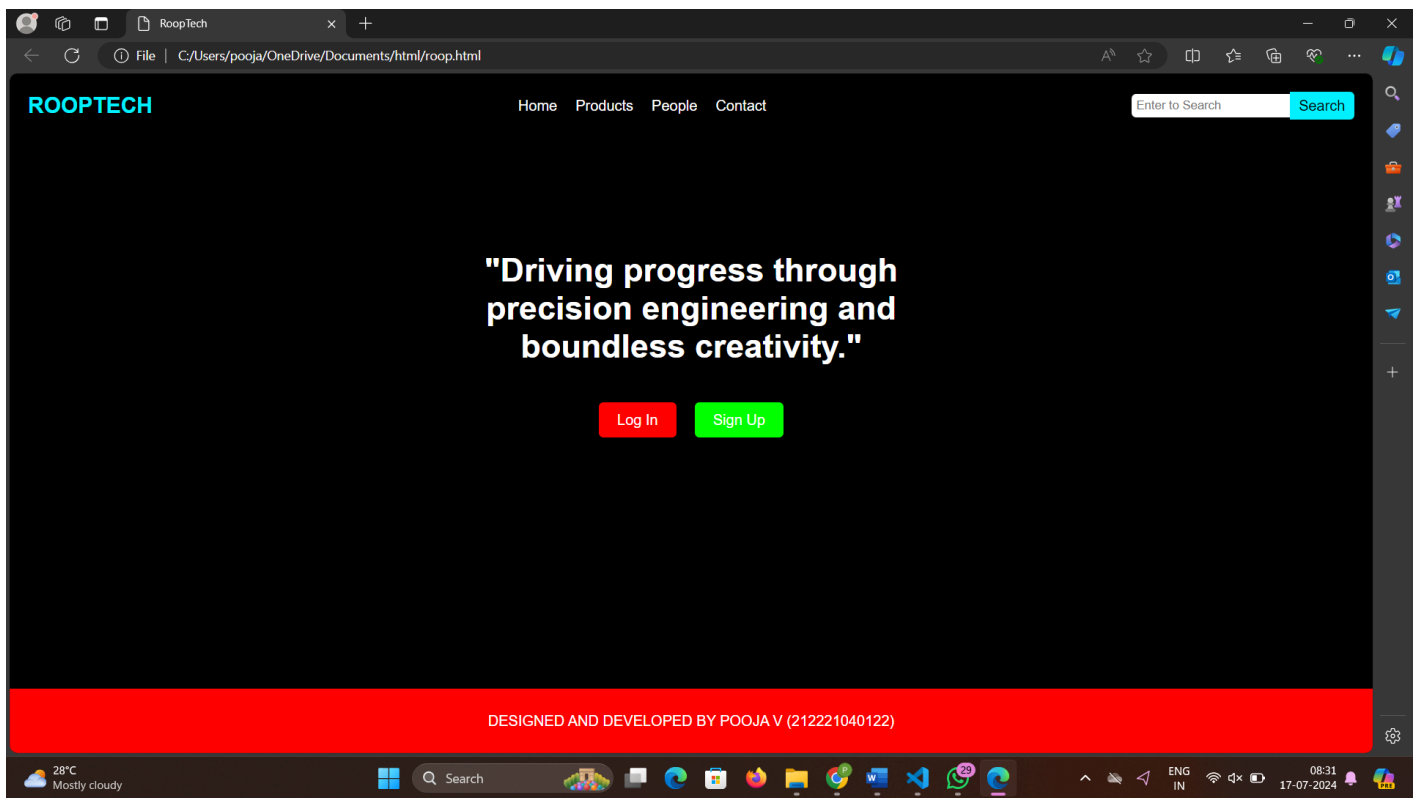 RoopTech
File | C:/Users/pooja/OneDrive/Documents/html/roop.html
ROOPTECH
Home Products People Contact
Enter to Search Search
"Driving progress through
precision engineering and
boundless creativity."
Log In Sign Up
DESIGNED AND DEVELOPED BY POOJA V (212221040122)
28°C
Mostly cloudy
Search
29
ENG
IN
08:31
17-07-2024
PRE